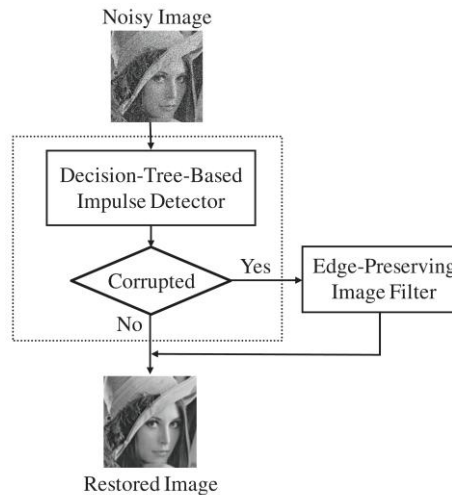 Noisy Image
Decision-Tree-Based
Impulse Detector
Corrupted
Yes
Edge-Preserving
Image Filter
No
Restored Image